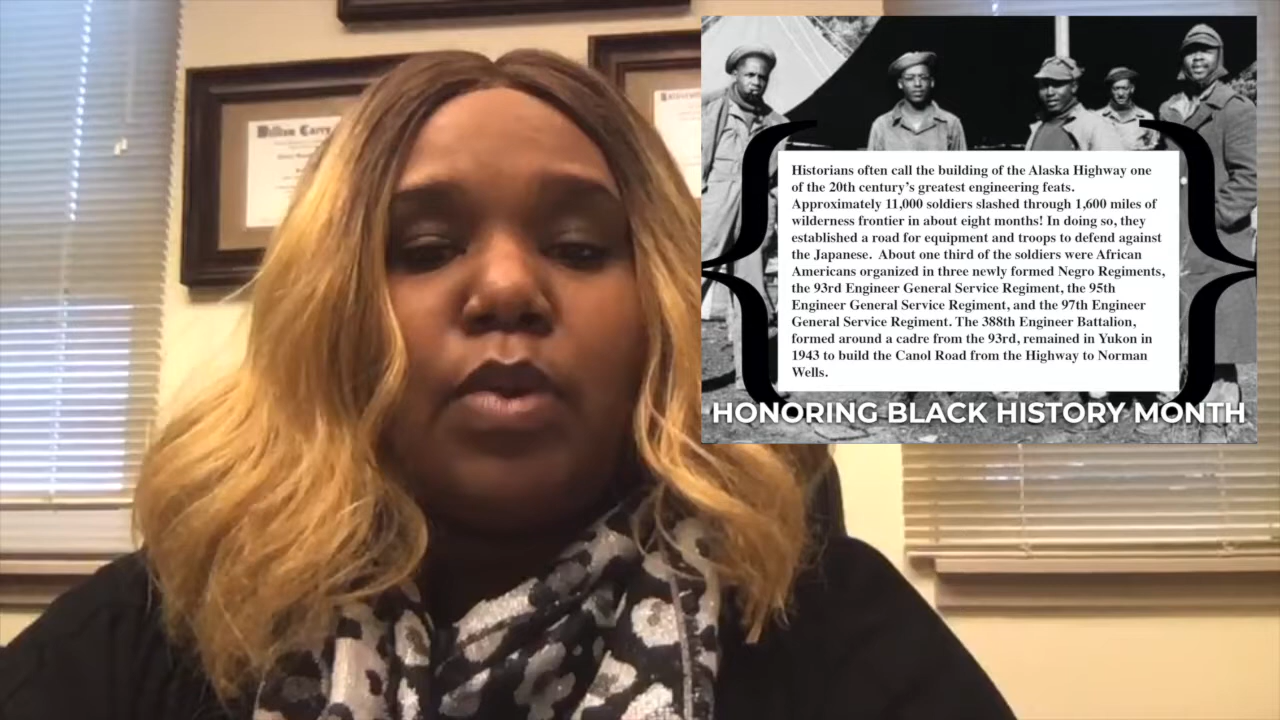 William Carey
Historians often call the building of the Alaska Highway one
of the 20th century's greatest engineering feats.
Approximately 11,000 soldiers slashed through 1,600 miles of
wilderness frontier in about eight months! In doing so, they
established a road for equipment and troops to defend against
the Japanese. About one third of the soldiers were African
Americans organized in three newly formed Negro Regiments,
the 93rd Engineer General Service Regiment, the 95th
Engineer General Service Regiment, and the 97th Engineer
General Service Regiment. The 388th Engineer Battalion,
formed around a cadre from the 93rd, remained in Yukon in
1943 to build the Canol Road from the Highway to Norman
Wells.
HONORING BLACK HISTORY MONTH